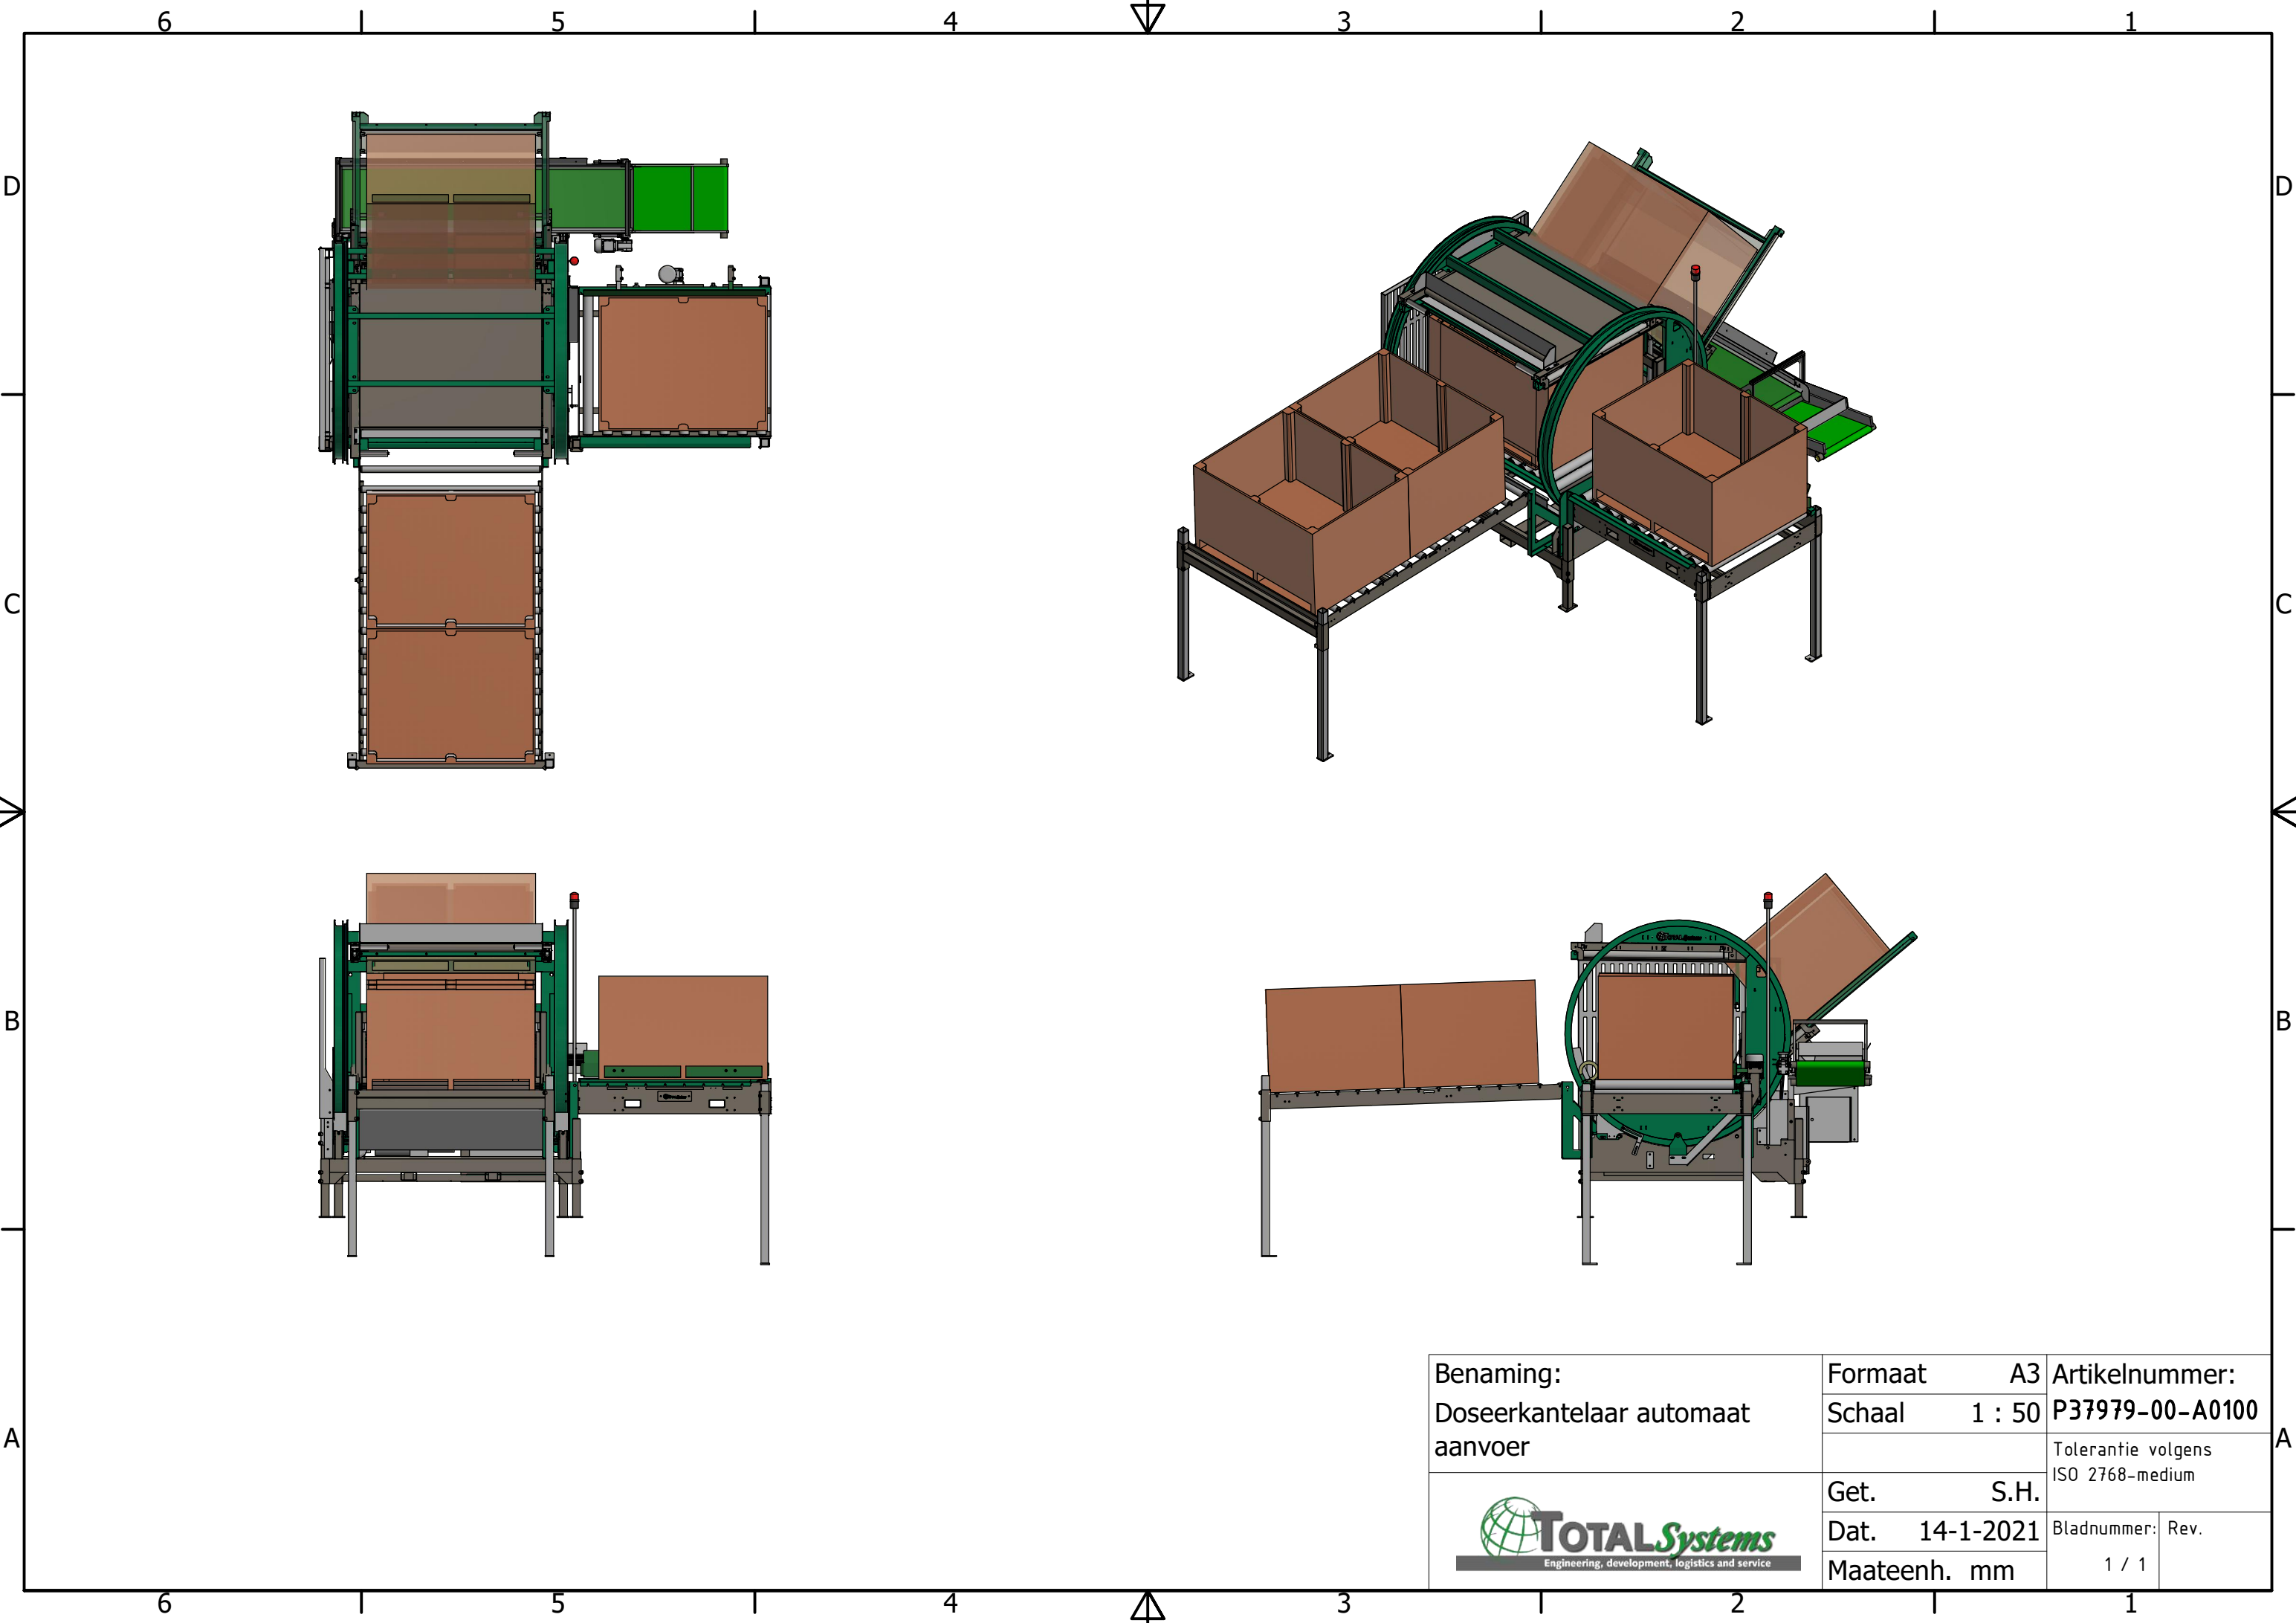 6 5 4 3 2 1
D D
C C
B B
A A
Benaming:
Doseerkantelaar automaat
aanvoer
Formaat A3
Schaal 1 : 50
Artikelnummer:
P37979-00-A0100
Tolerantie volgens
ISO 2768-medium
Get. S.H.
Dat. 14-1-2021
Maateenh. mm
Bladnummer: Rev.
1 / 1
TOTALSystems
Engineering, development, logistics and service
6 5 4 3 2 1